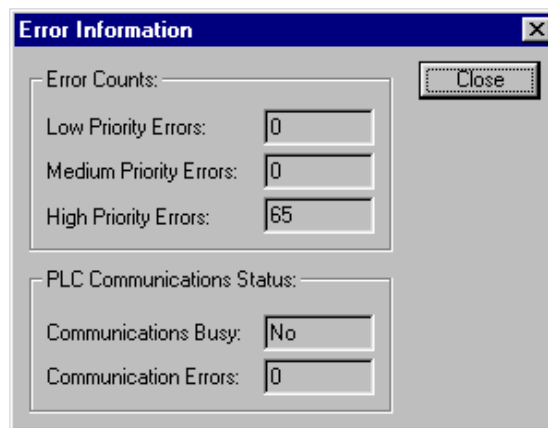 Error Information
Close
Error Counts:
Low Priority Errors: 0
Medium Priority Errors: 0
High Priority Errors: 65
PLC Communications Status:
Communications Busy: No
Communication Errors: 0